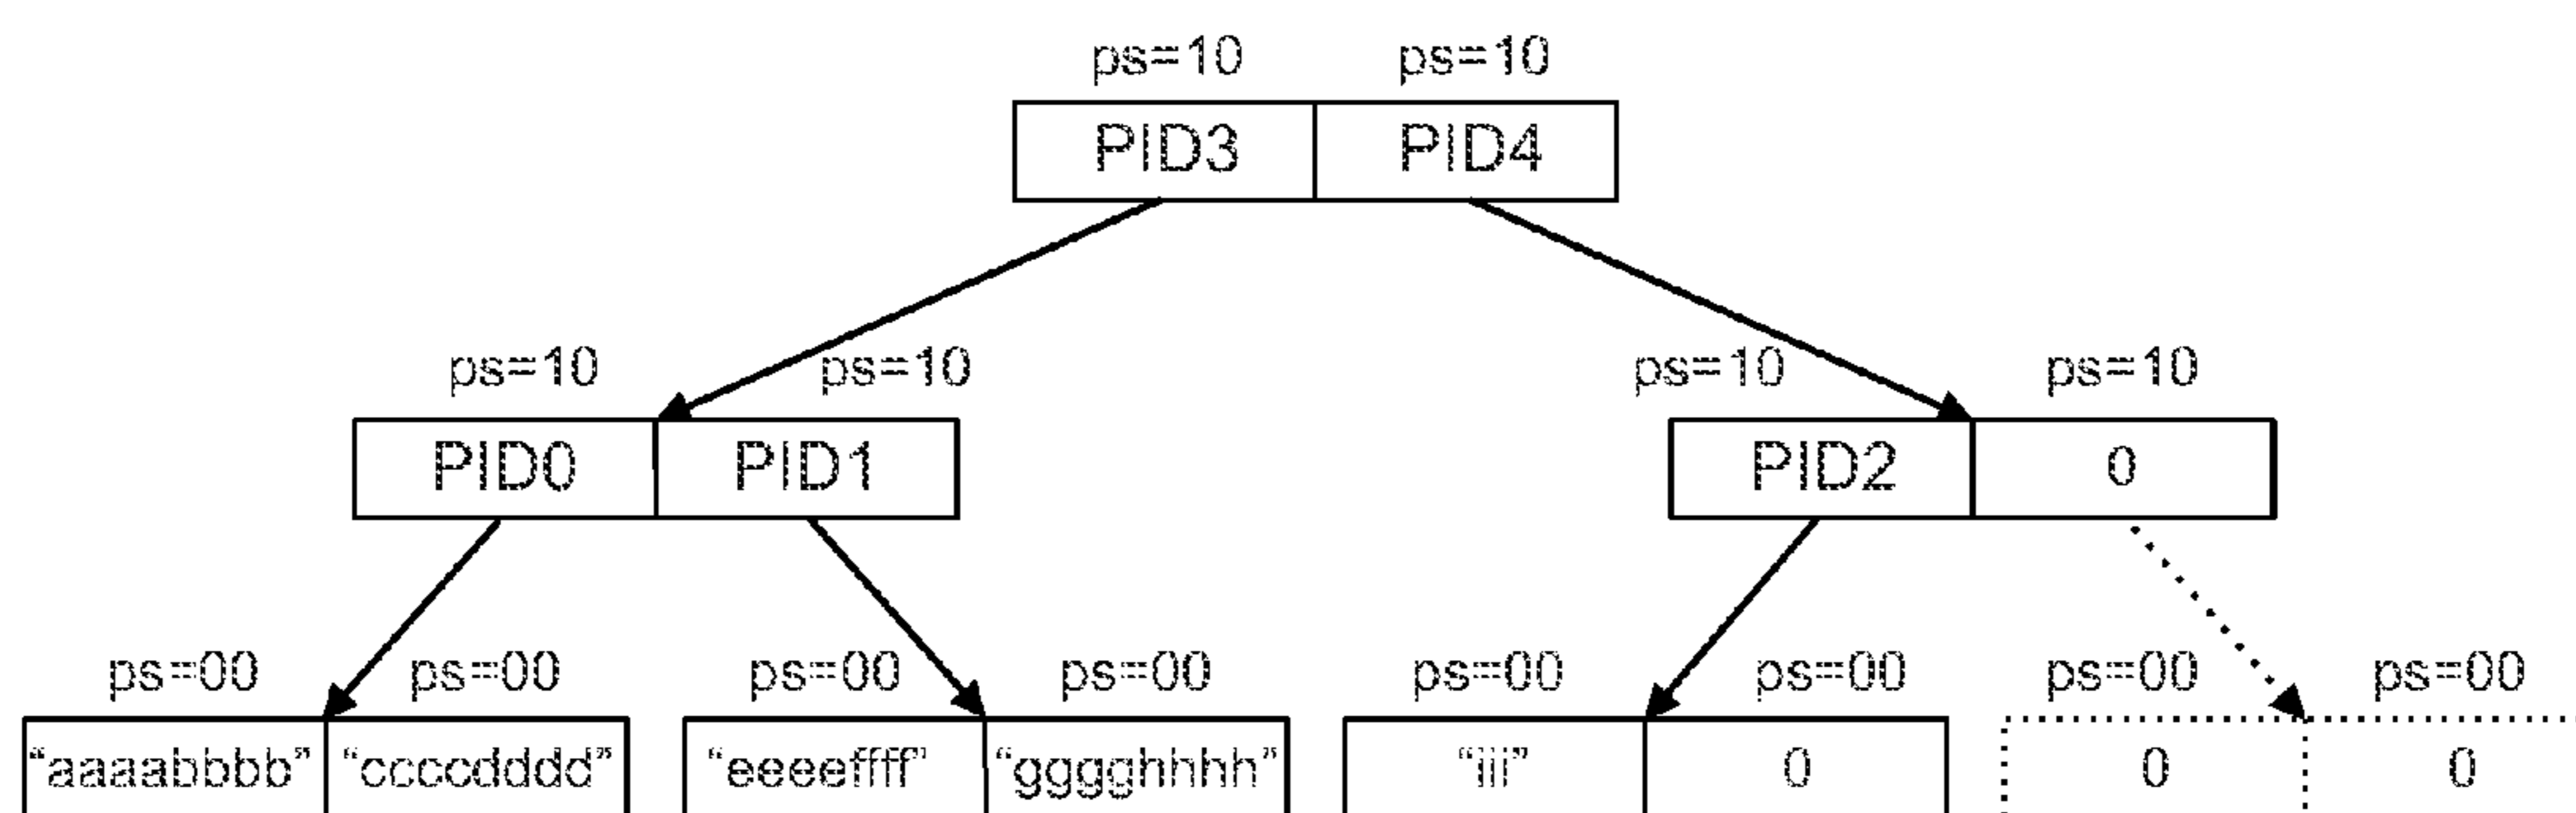 ps=10 ps=10
PID3 PID4
ps=10 ps=10 ps=10 ps=10
PID0 PID1 PID2 0
ps=00 ps=00 ps=00 ps=00 ps=00 ps=00 ps=00 ps=00
“aaaabbbb” “ccccdddd” “eeeeffff” “gggghhhh” “iii” 0 0 0